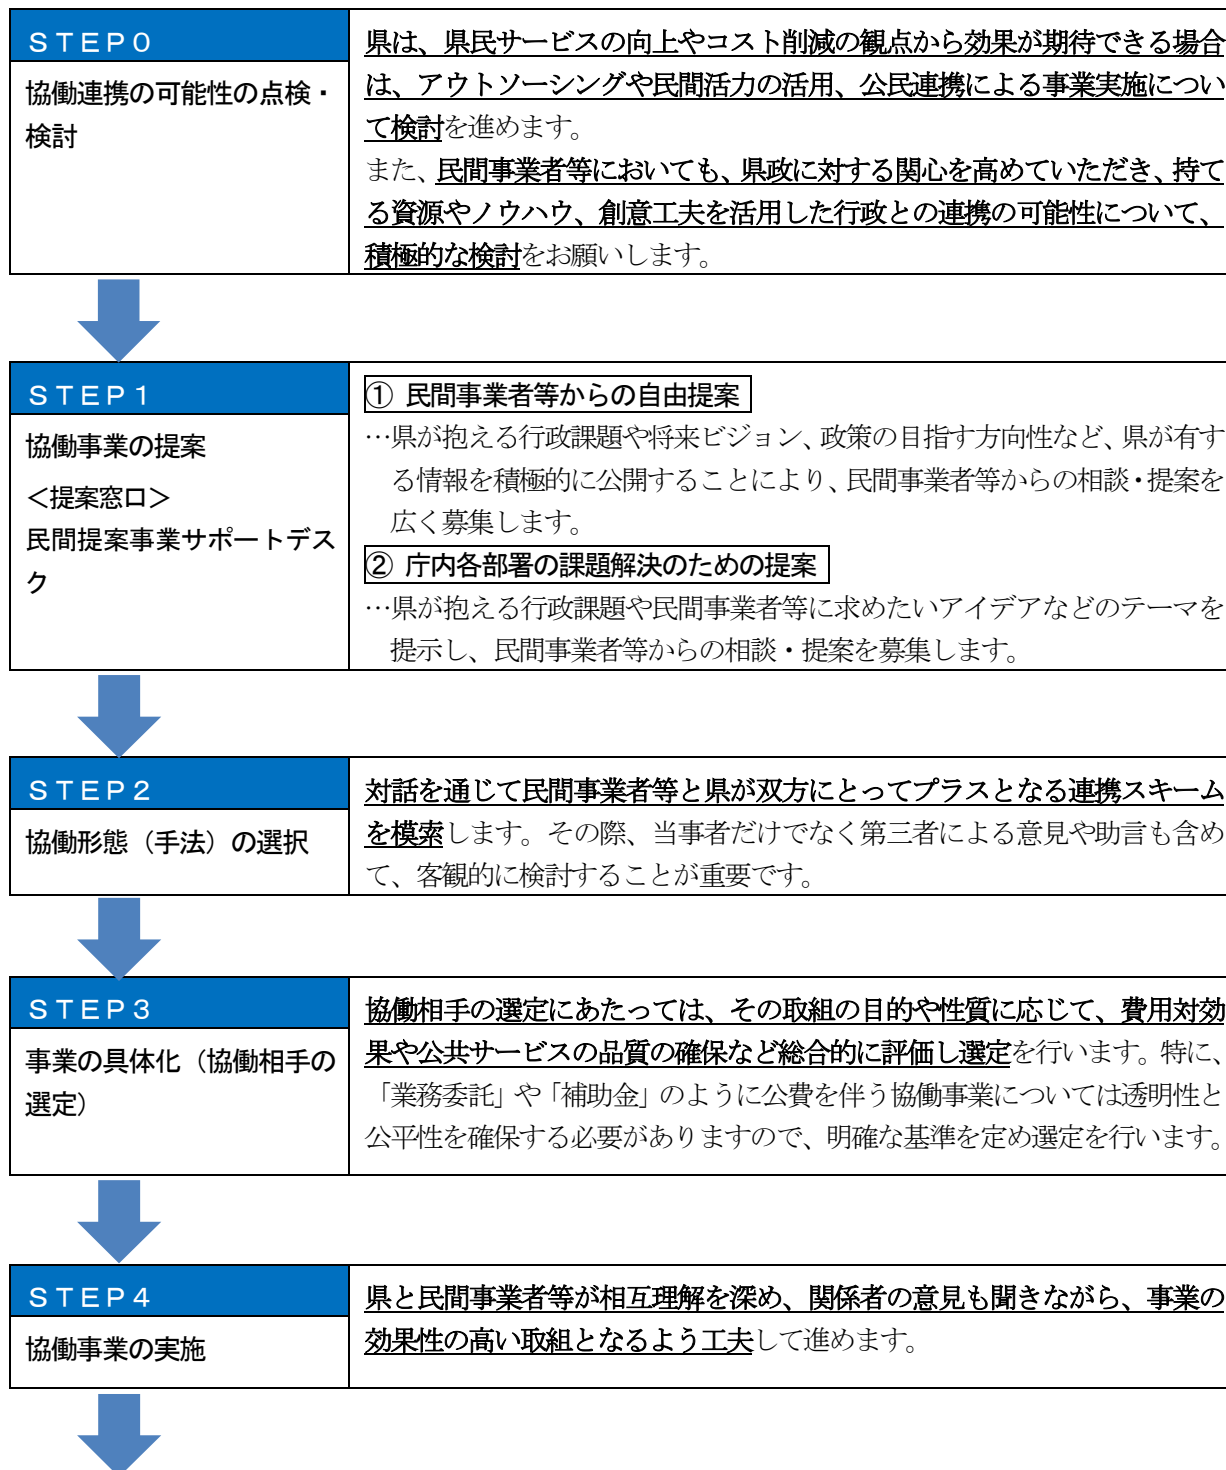 ＳＴＥＰ０
協働連携の可能性の点検・
検討
県は、県民サービスの向上やコスト削減の観点から効果が期待できる場合
は、アウトソーシングや民間活力の活用、公民連携による事業実施につい
て検討を進めます。
また、民間事業者等においても、県政に対する関心を高めていただき、持て
る資源やノウハウ、創意工夫を活用した行政との連携の可能性について、
積極的な検討をお願いします。
ＳＴＥＰ１
協働事業の提案
＜提案窓口＞
民間提案事業サポートデス
ク
① 民間事業者等からの自由提案
…県が抱える行政課題や将来ビジョン、政策の目指す方向性など、県が有す
る情報を積極的に公開することにより、民間事業者等からの相談・提案を
広く募集します。
② 庁内各部署の課題解決のための提案
…県が抱える行政課題や民間事業者等に求めたいアイデアなどのテーマを
提示し、民間事業者等からの相談・提案を募集します。
ＳＴＥＰ２
協働形態（手法）の選択
対話を通じて民間事業者等と県が双方にとってプラスとなる連携スキーム
を模索します。その際、当事者だけでなく第三者による意見や助言も含め
て、客観的に検討することが重要です。
ＳＴＥＰ３
事業の具体化（協働相手の
選定）
協働相手の選定にあたっては、その取組の目的や性質に応じて、費用対効
果や公共サービスの品質の確保など総合的に評価し選定を行います。特に、
「業務委託」や「補助金」のように公費を伴う協働事業については透明性と
公平性を確保する必要がありますので、明確な基準を定め選定を行います。
ＳＴＥＰ４
協働事業の実施
県と民間事業者等が相互理解を深め、関係者の意見も聞きながら、事業の
効果性の高い取組となるよう工夫して進めます。